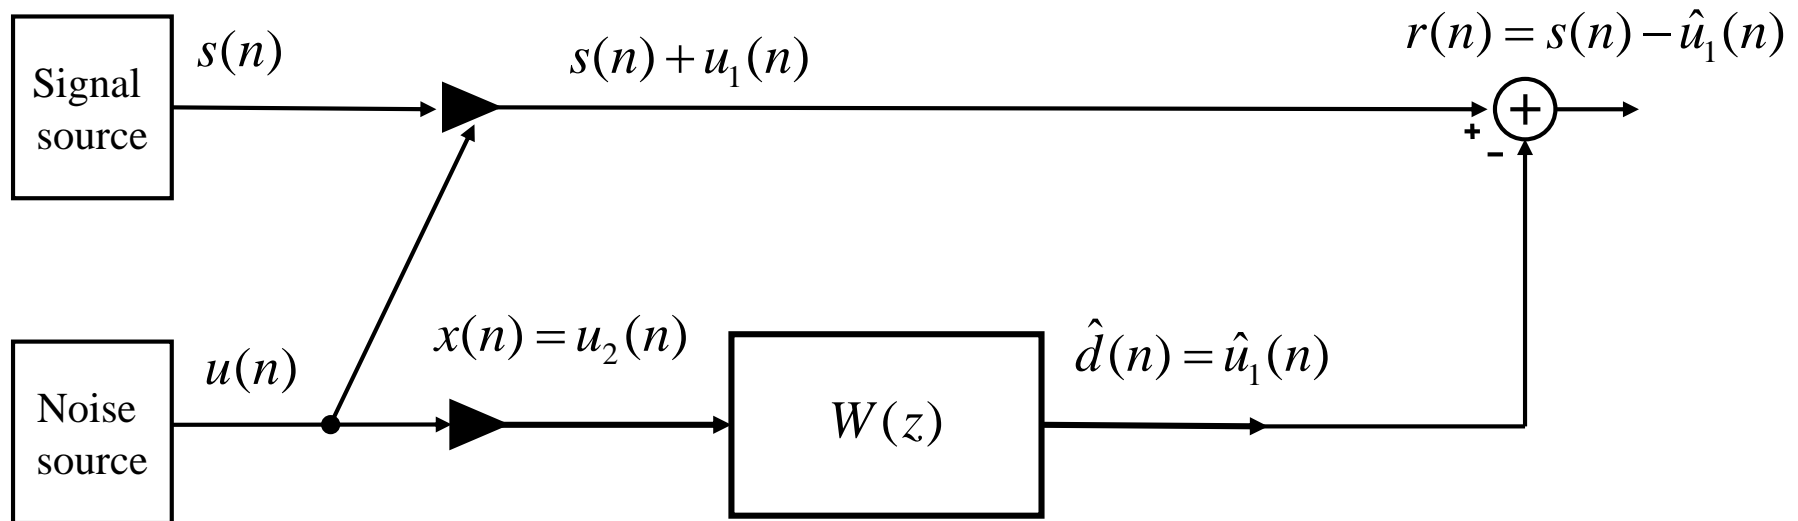 r(n) = s(n) − û₁(n)
s(n)
s(n) + u₁(n)
Signal
source
+
+
−
x(n) = u₂(n)
d̂(n) = û₁(n)
u(n)
Noise
source
W(z)